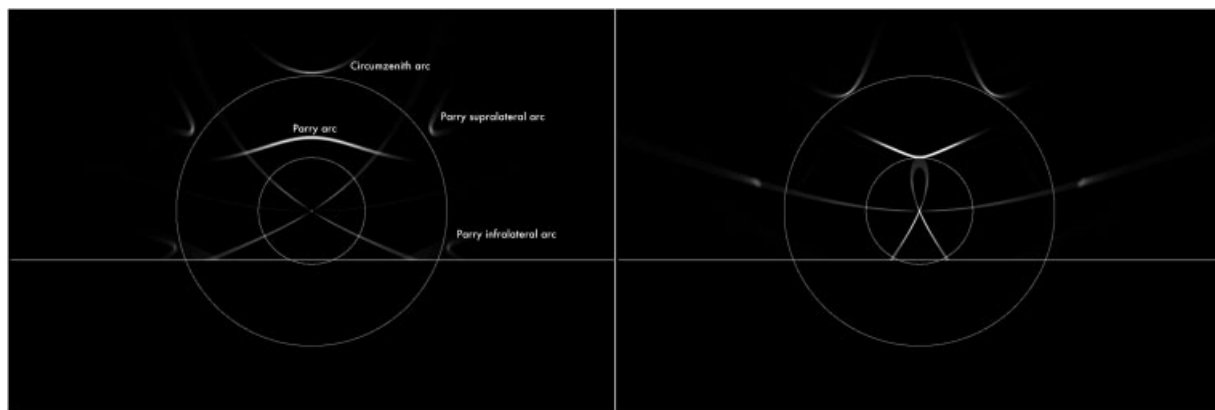 Circumzenith arc
Parry supralateral arc
Parry arc
Parry infralateral arc